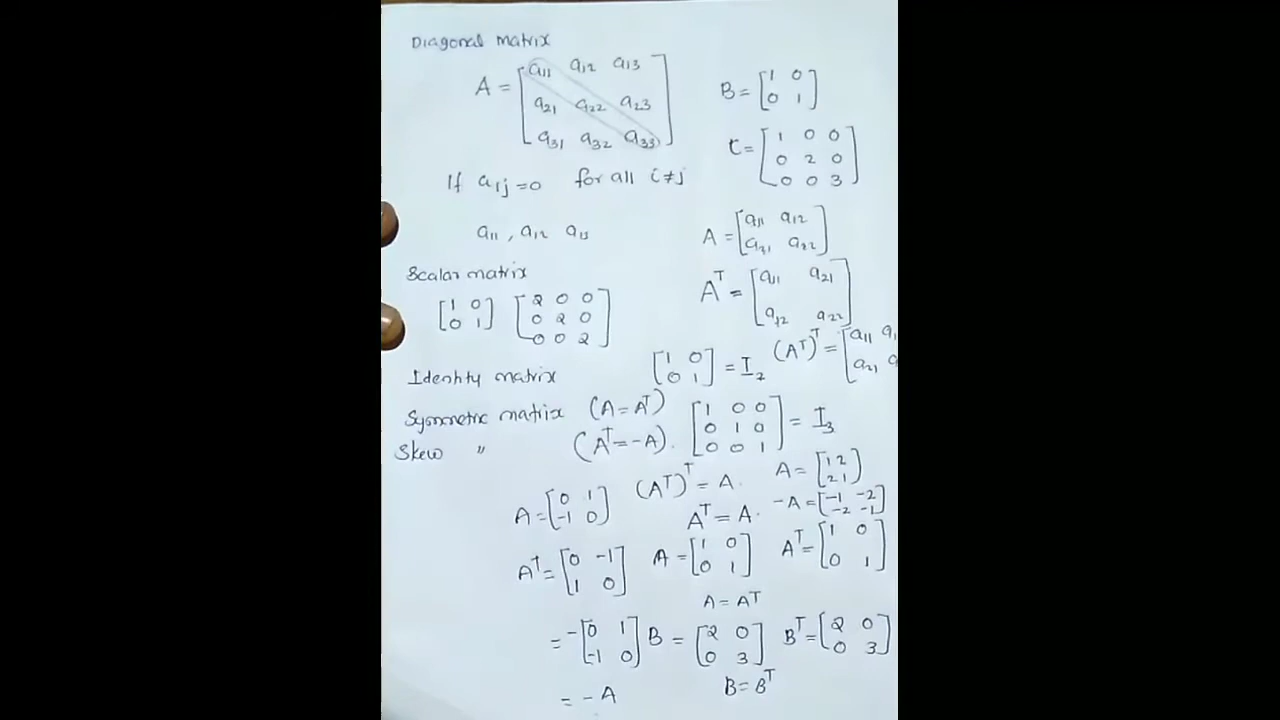 Diagonal matrix
A = [a11 a12 a13
a21 a22 a23
a31 a32 a33]
B = [1 0
0 1]
C = [1 0 0
0 2 0
0 0 3]
If aij = 0 for all i ≠ j
a11 , a12 a13
A = [a11 a12
a21 a22]
Scalar matrix
[1 0
0 1]
[2 0 0
0 2 0
0 0 2]
A^T = [a11 a21
a12 a22]
(A^T)^T = [a11
a21
Identity matrix
[1 0
0 1] = I2
Symmetric matrix (A = A^T)
[1 0 0
0 1 0
0 0 1] = I3
Skew " (A^T = -A).
(A^T)^T = A.
A = [1 2
2 1]
A = [0 1
-1 0]
A^T = A.
-A = [-1 -2
-2 -1]
A^T = [0 -1
1 0]
A = [1 0
0 1]
A^T = [1 0
0 1]
A = A^T
= -[0 1
-1 0]
B = [2 0
0 3]
B^T = [2 0
0 3]
= - A
B = B^T